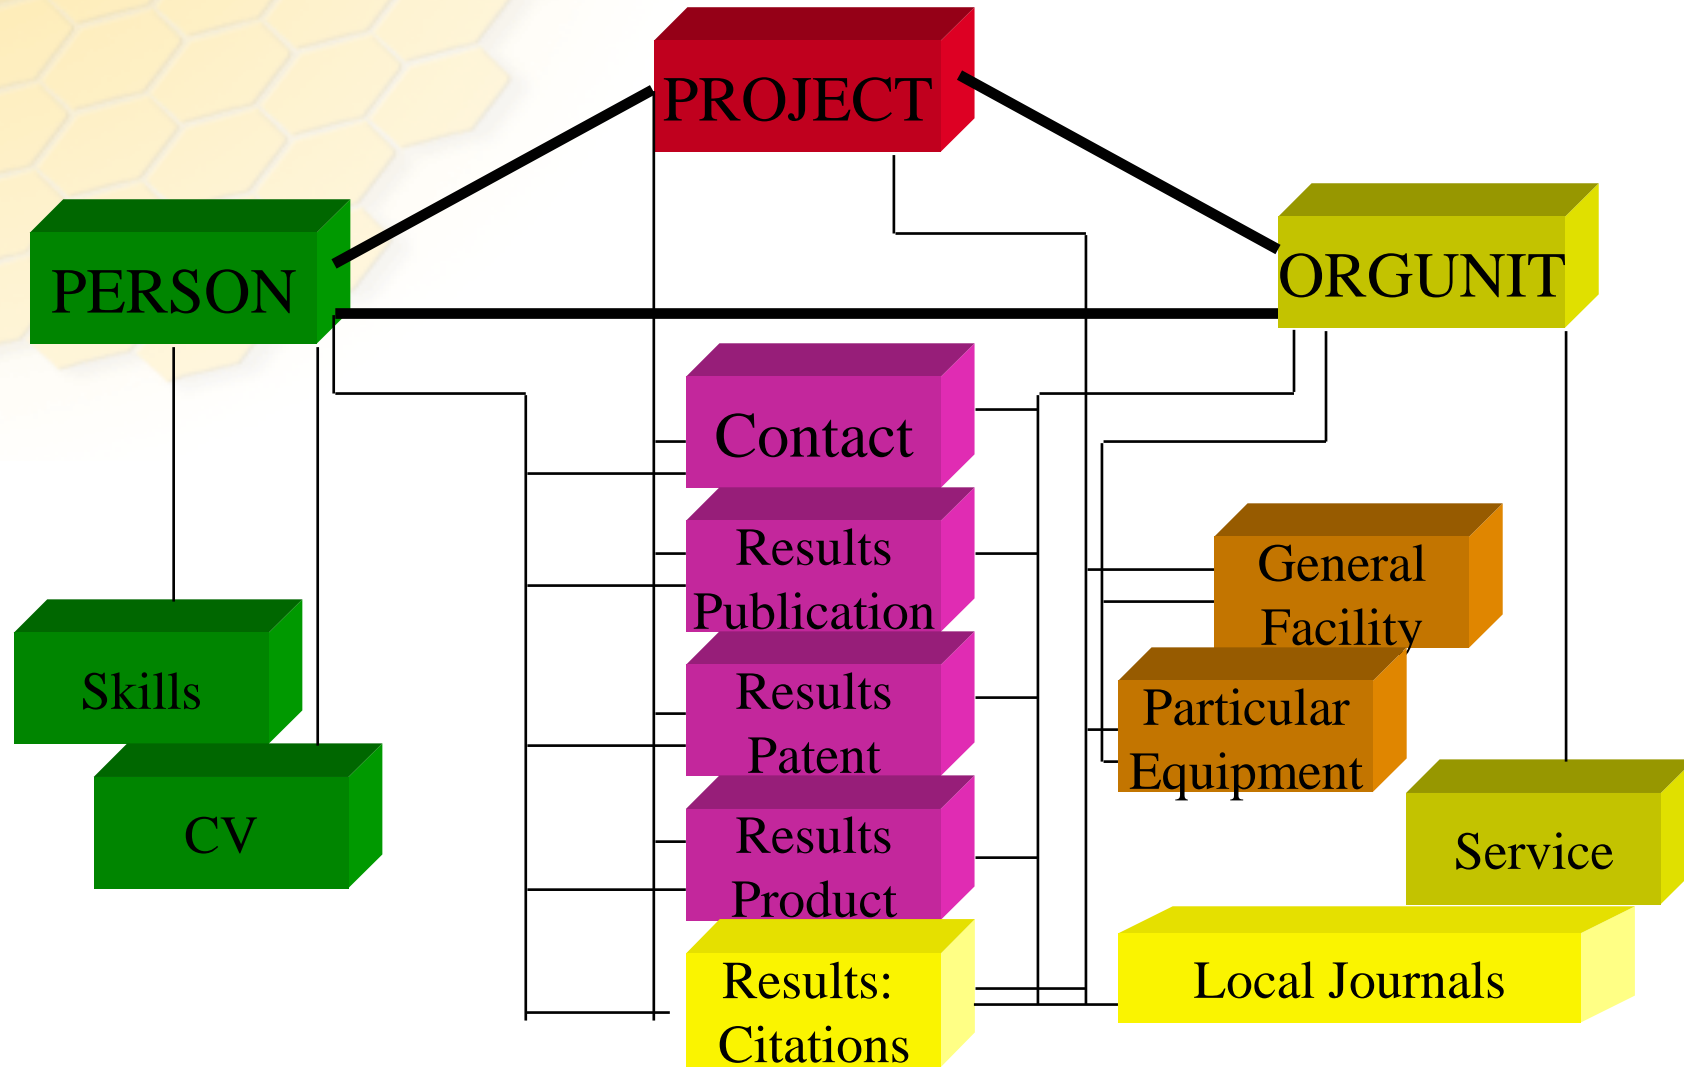 PROJECT
PERSON
ORGUNIT
Contact
Results
Publication
General
Facility
Skills
Results
Patent
Particular
Equipment
CV
Results
Product
Service
Results:
Citations
Local Journals